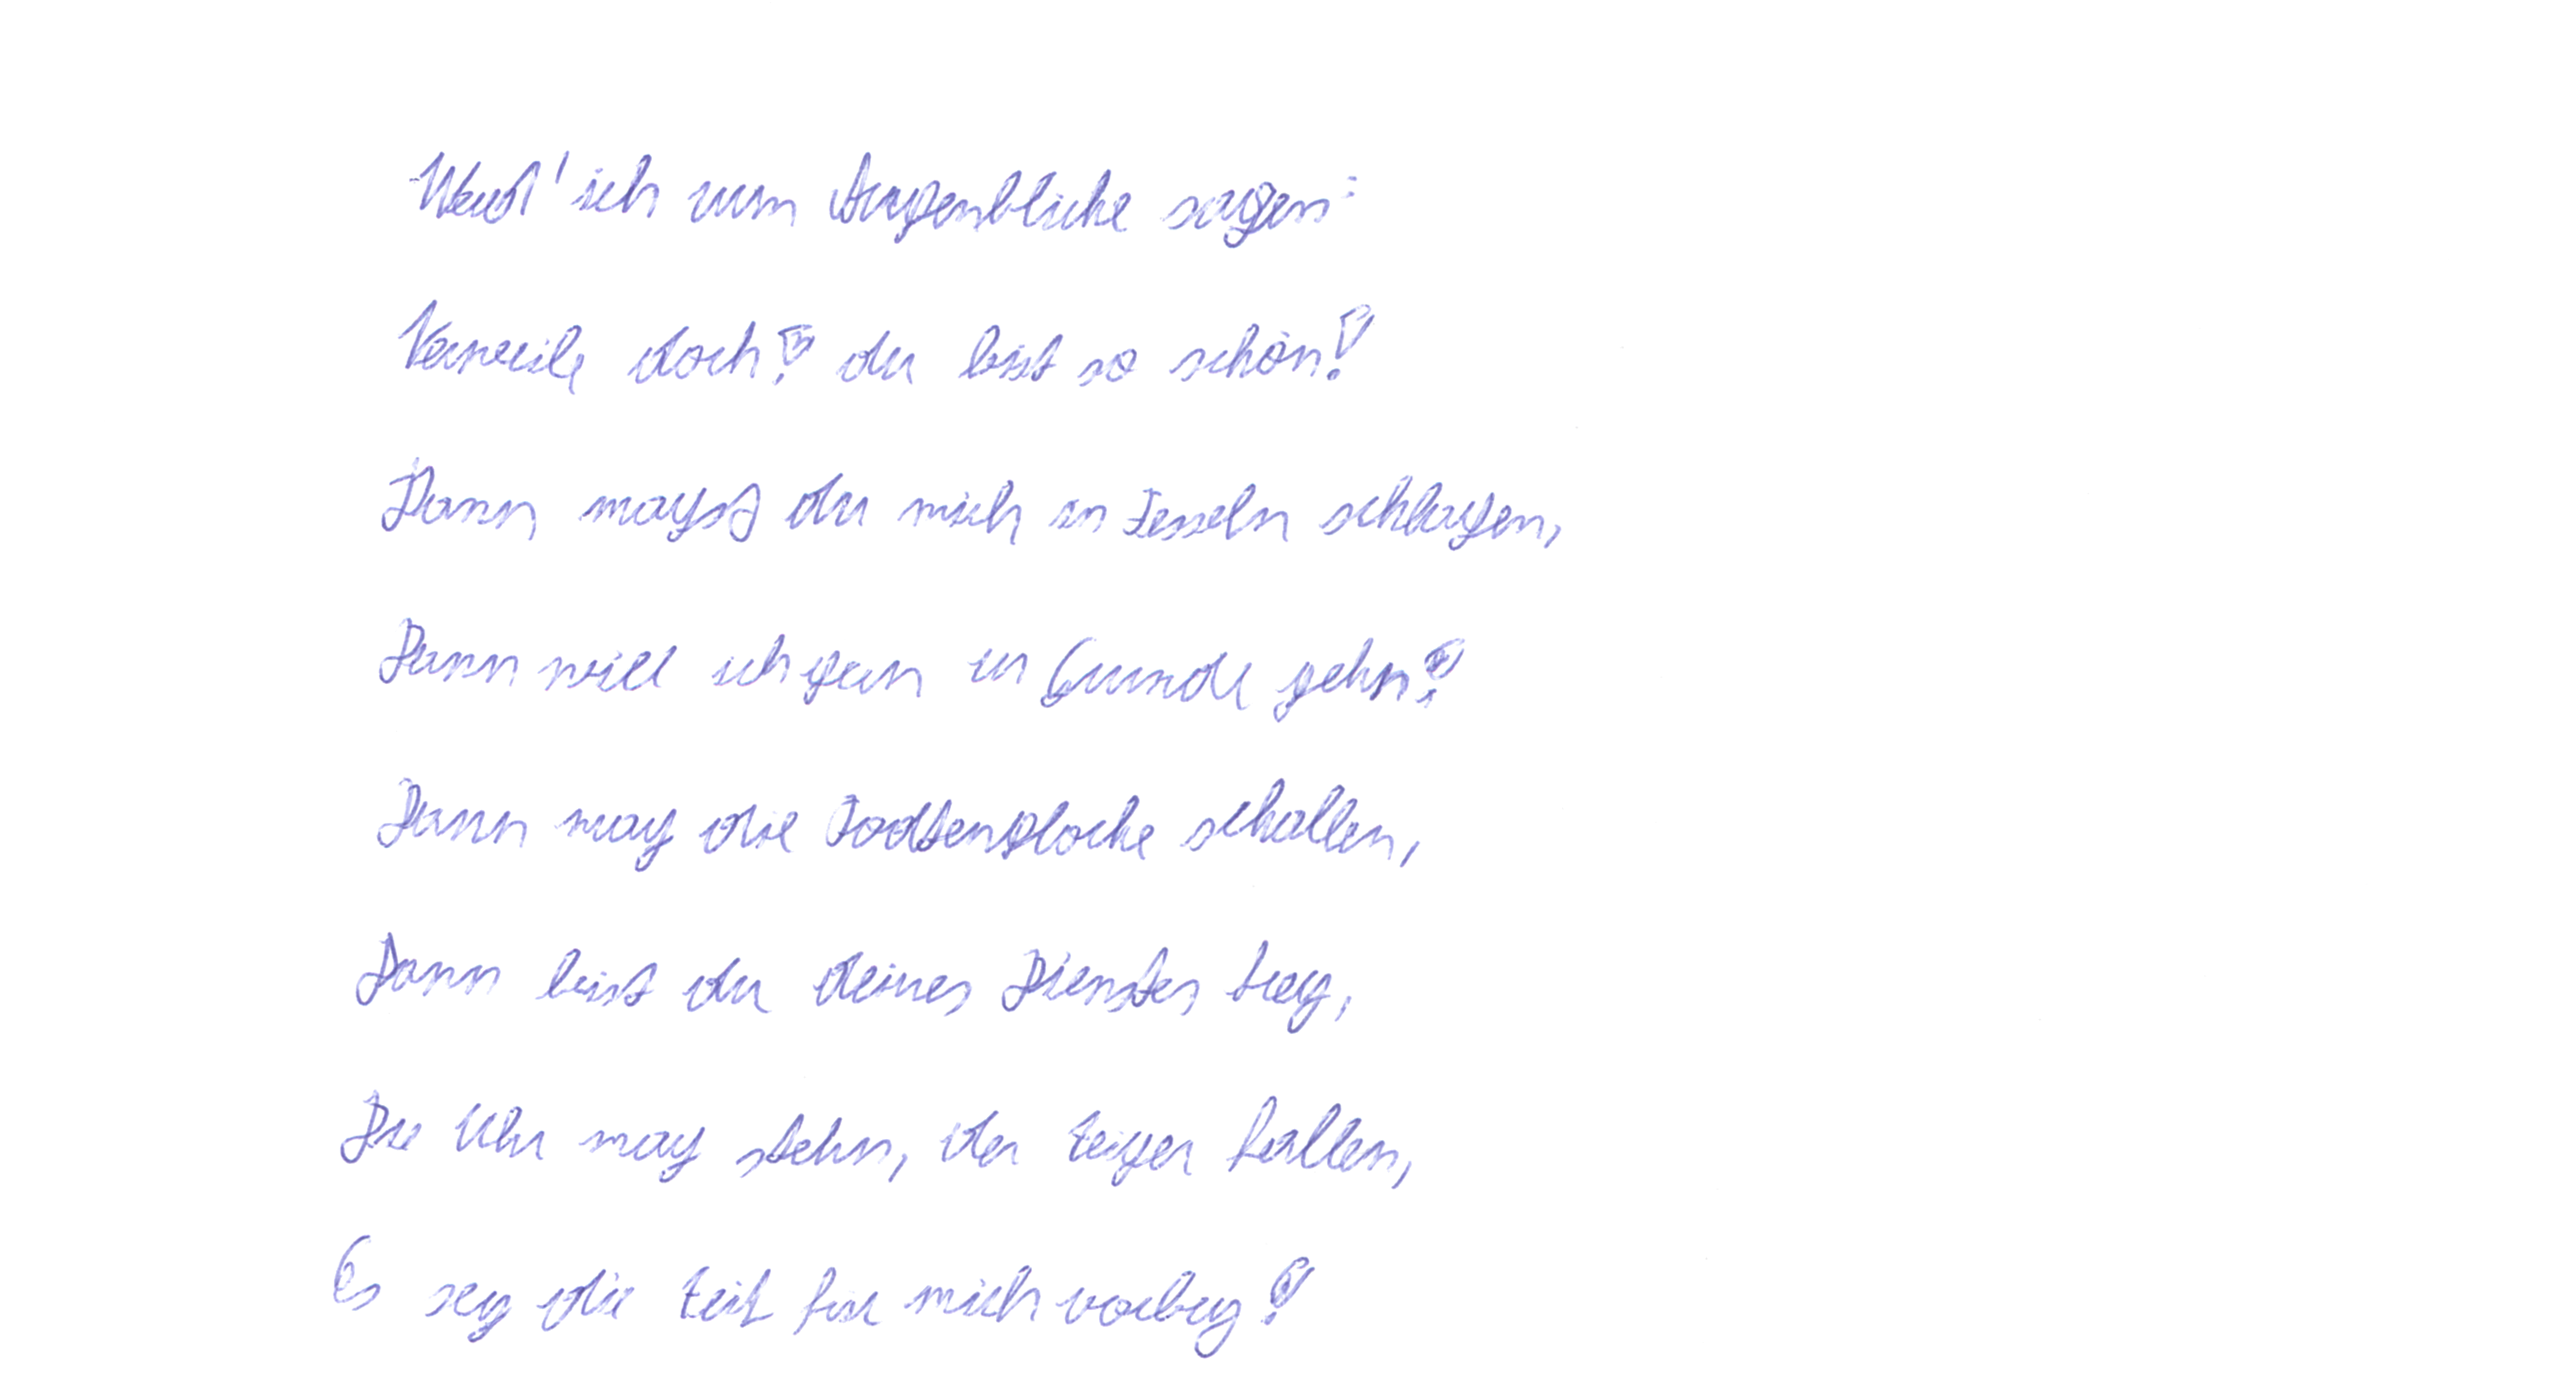 Werd' ich zum Augenblicke sagen:
Verweile doch! du bist so schön!
Dann magst du mich in Fesseln schlagen,
Dann will ich gern zu Grunde gehn!
Dann mag die Todtenglocke schallen,
Dann bist du deines Dienstes frey,
Die Uhr mag stehn, der Zeiger fallen,
Es sey die Zeit für mich vorbey!